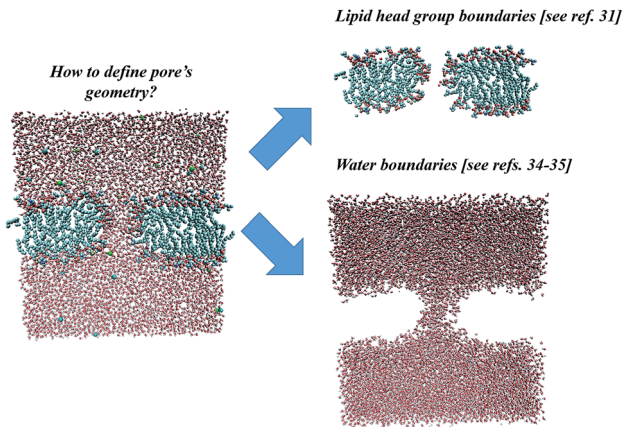 Lipid head group boundaries [see ref. 31]
How to define pore's
geometry?
Water boundaries [see refs. 34-35]